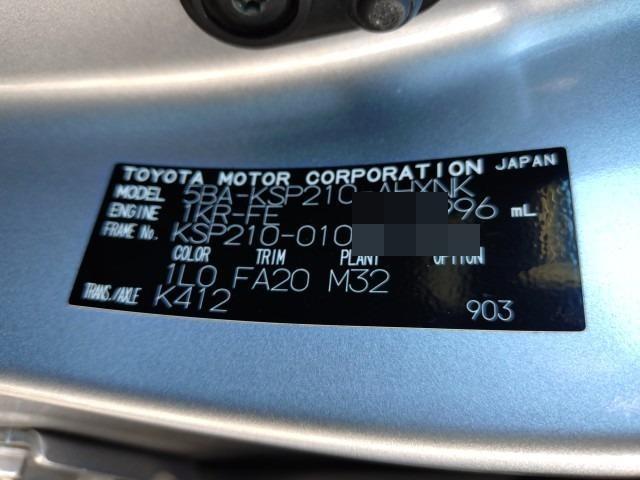 TOYOTA MOTOR CORPORATION JAPAN
MODEL 5BA-KSP210-AHXNK
ENGINE 1KR-FE 996 mL
FRAME No. KSP210-010
COLOR TRIM PLANT OPTION
1L0 FA20 M32
TRANS./AXLE K412
903